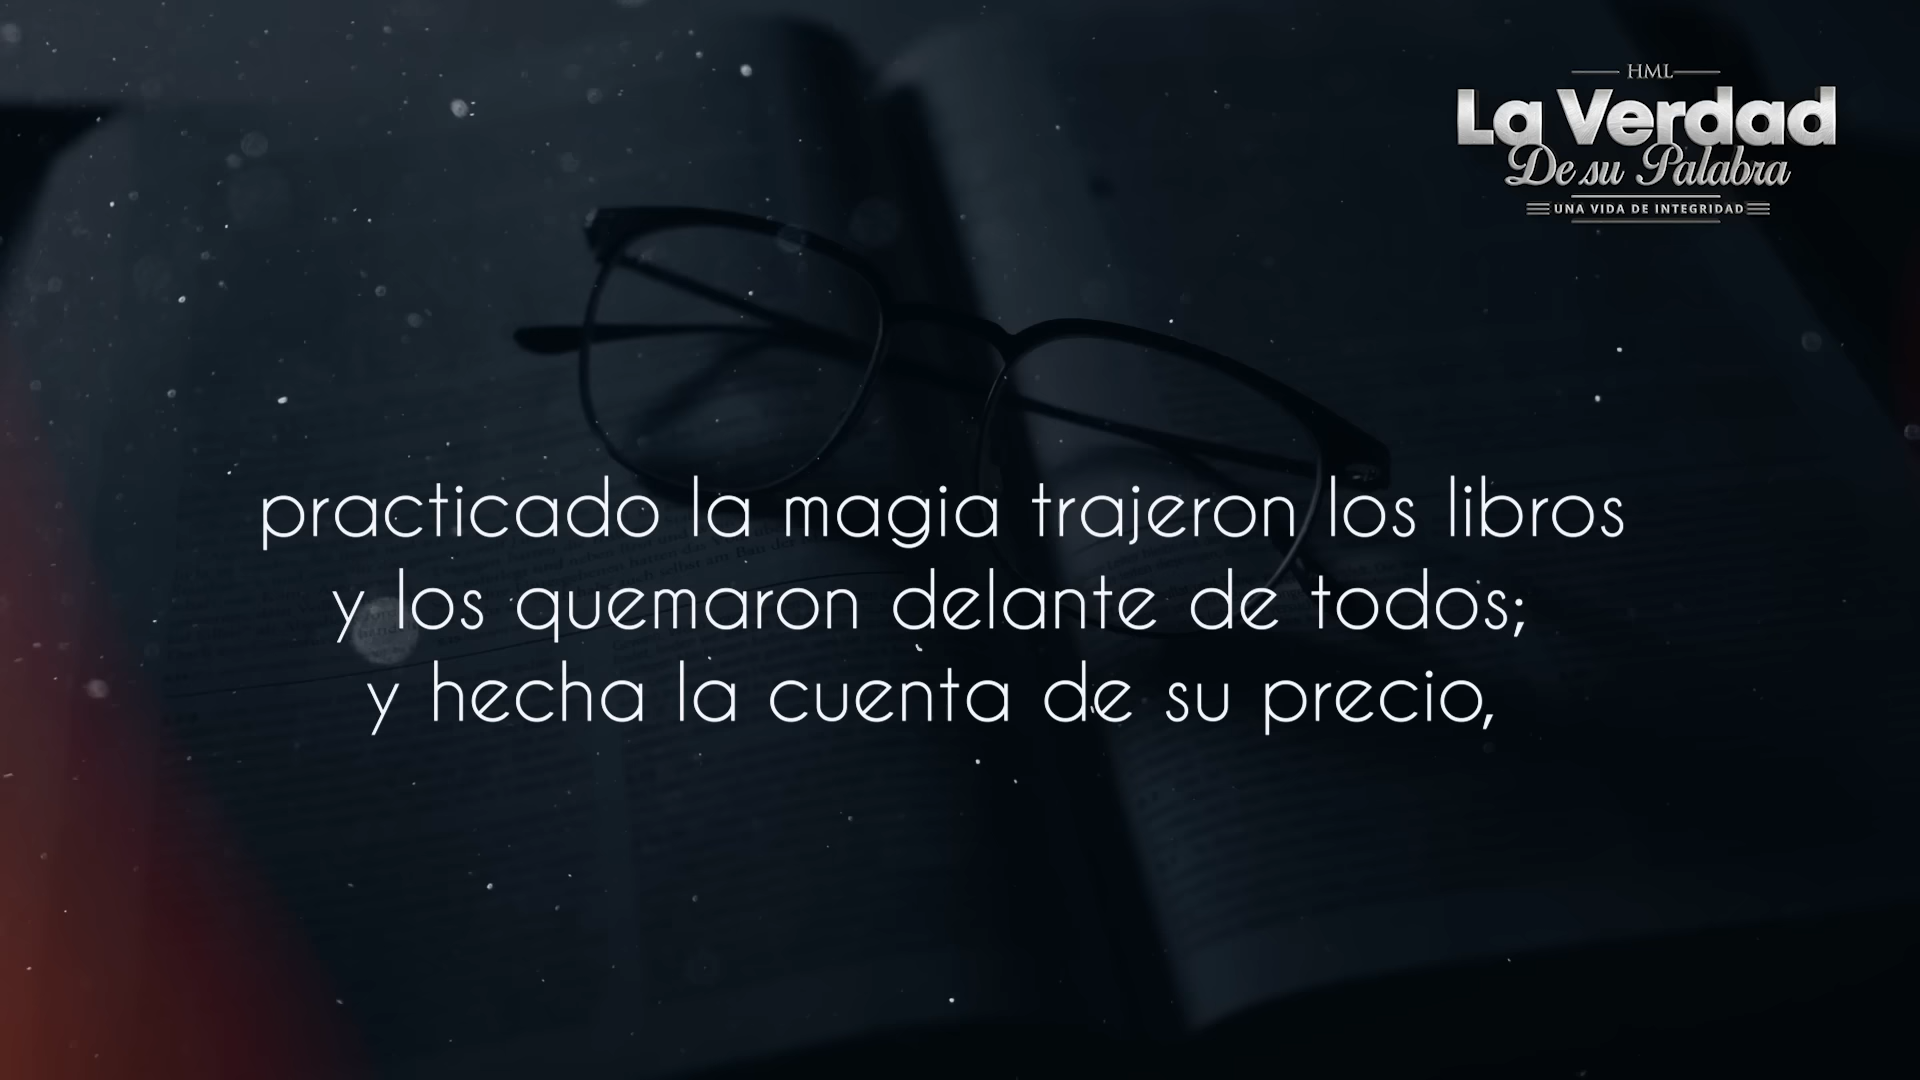 HML
La Verdad
De su Palabra
UNA VIDA DE INTEGRIDAD
practicado la magia trajeron los libros
y los quemaron delante de todos;
y hecha la cuenta de su precio,